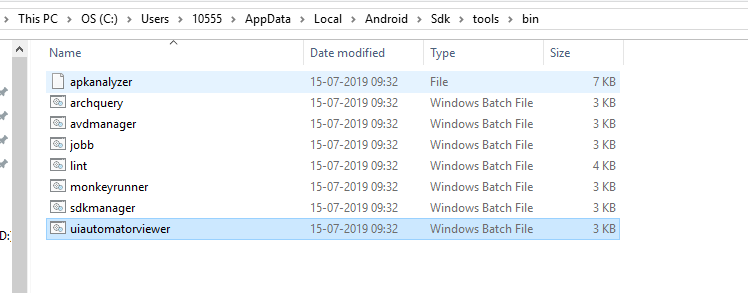 This PC > OS (C:) > Users > 10555 > AppData > Local > Android > Sdk > tools > bin
Name Date modified Type Size
apkanalyzer 15-07-2019 09:32 File 7 KB
archquery 15-07-2019 09:32 Windows Batch File 3 KB
avdmanager 15-07-2019 09:32 Windows Batch File 3 KB
jobb 15-07-2019 09:32 Windows Batch File 3 KB
lint 15-07-2019 09:32 Windows Batch File 4 KB
monkeyrunner 15-07-2019 09:32 Windows Batch File 3 KB
sdkmanager 15-07-2019 09:32 Windows Batch File 3 KB
uiautomatorviewer 15-07-2019 09:32 Windows Batch File 3 KB
D:)